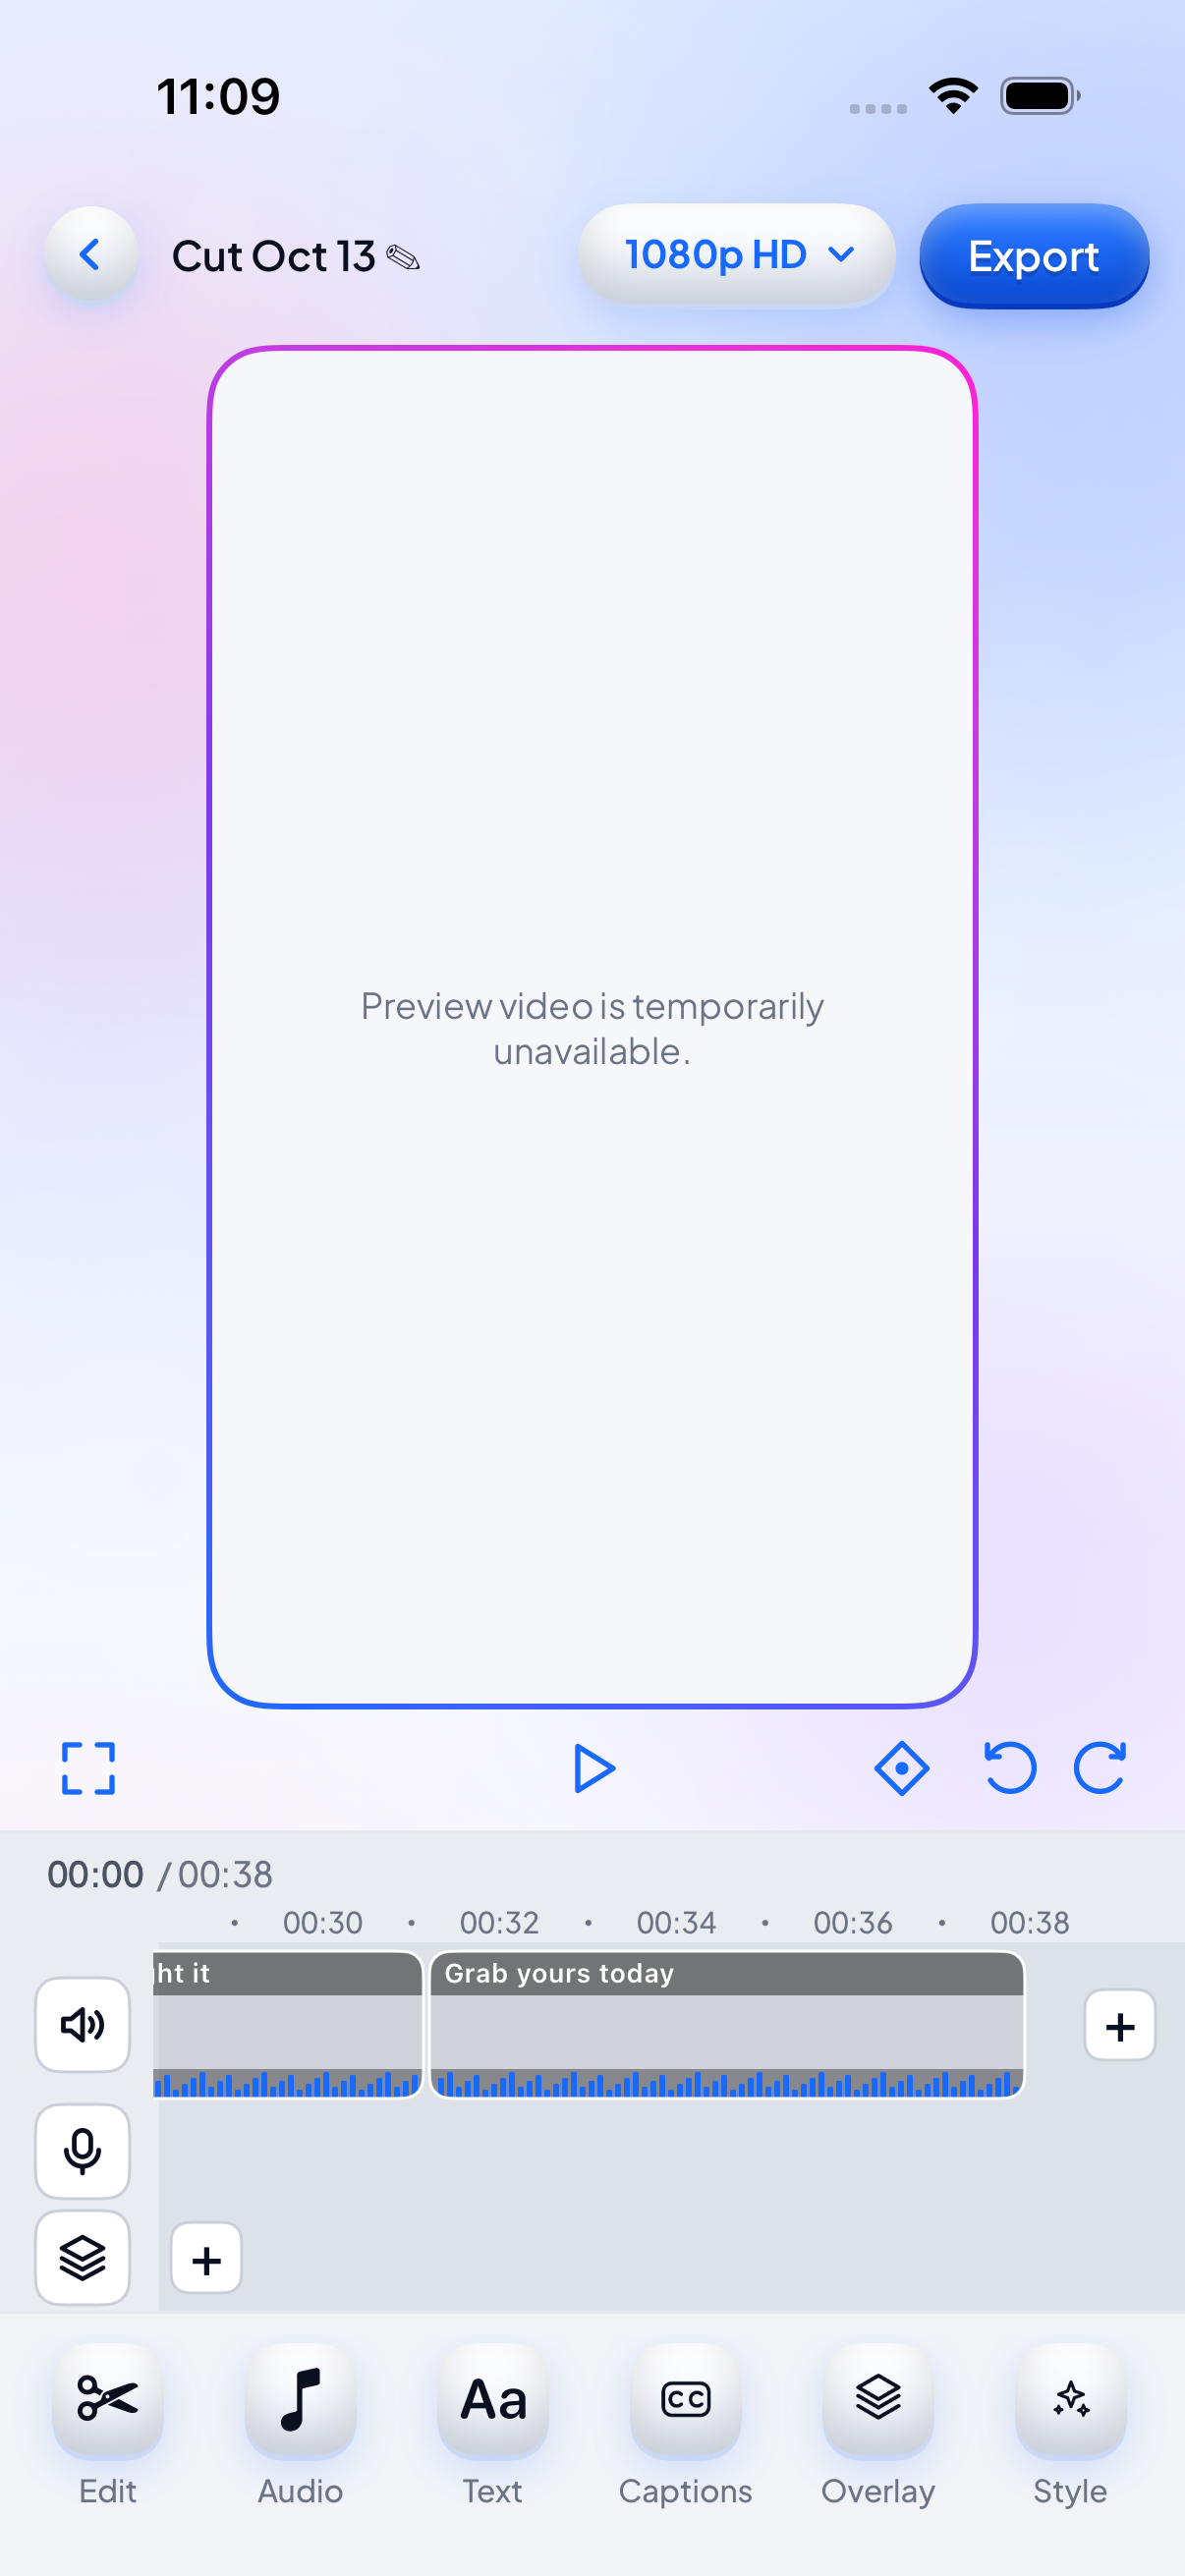 11:09
Cut Oct 13
1080p HD
Export
Preview video is temporarily
unavailable.
00:00 / 00:38
00:30 00:32 00:34 00:36 00:38
ht it
Grab yours today
Aa
CC
Edit Audio Text Captions Overlay Style